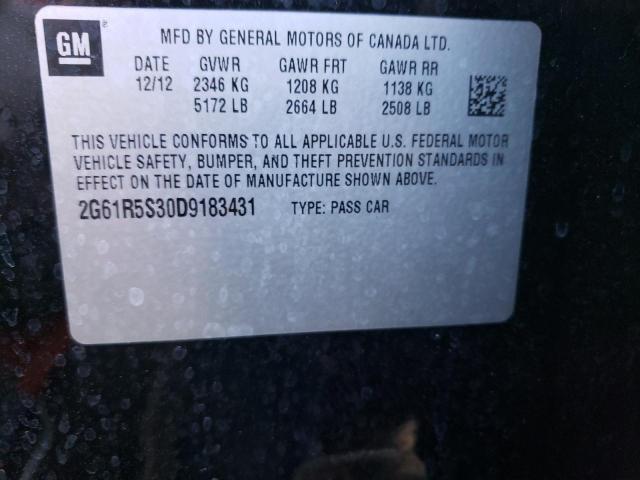 GM
MFD BY GENERAL MOTORS OF CANADA LTD.
DATE GVWR GAWR FRT GAWR RR
12/12 2346 KG 1208 KG 1138 KG
5172 LB 2664 LB 2508 LB
THIS VEHICLE CONFORMS TO ALL APPLICABLE U.S. FEDERAL MOTOR
VEHICLE SAFETY, BUMPER, AND THEFT PREVENTION STANDARDS IN
EFFECT ON THE DATE OF MANUFACTURE SHOWN ABOVE.
2G61R5S30D9183431 TYPE: PASS CAR